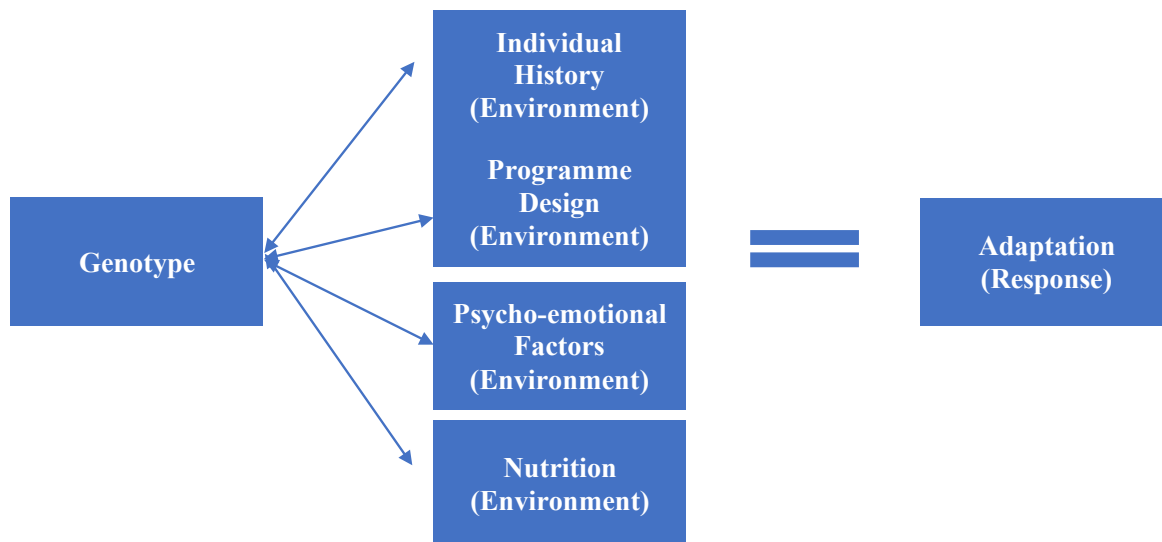 Genotype
Individual
History
(Environment)
Programme
Design
(Environment)
Psycho-emotional
Factors
(Environment)
Nutrition
(Environment)
Adaptation
(Response)